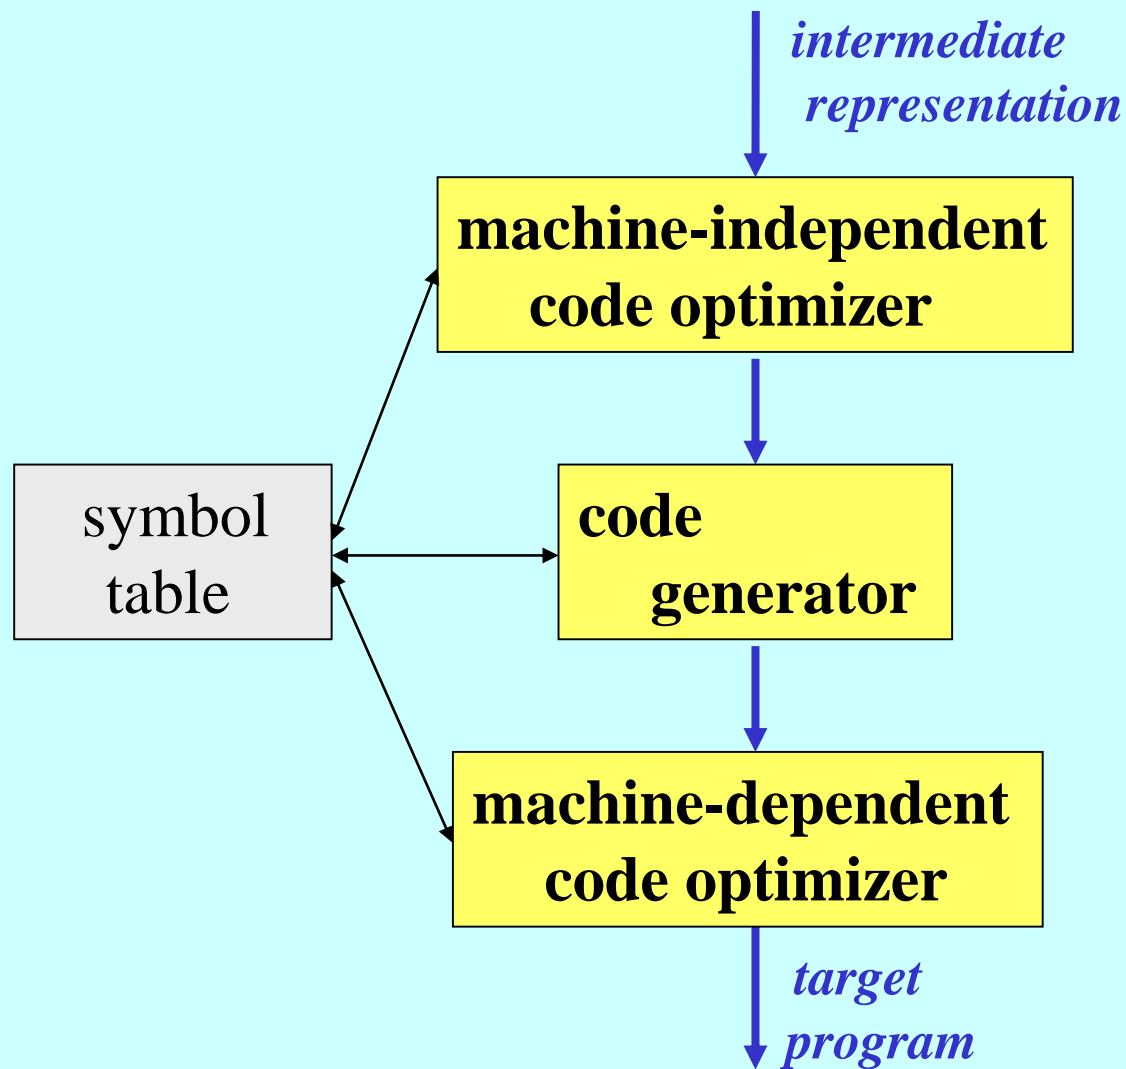 intermediate
representation
machine-independent
code optimizer
symbol
table
code
generator
machine-dependent
code optimizer
target
program